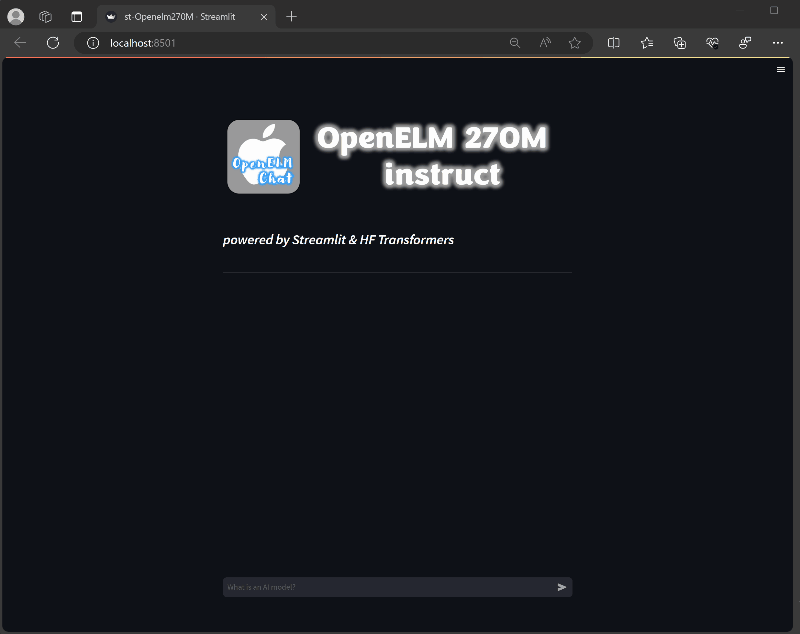 st-Openelm270M · Streamlit
localhost:8501
OpenELM 270M
instruct
OpenELM
Chat
powered by Streamlit & HF Transformers
What is an AI model?